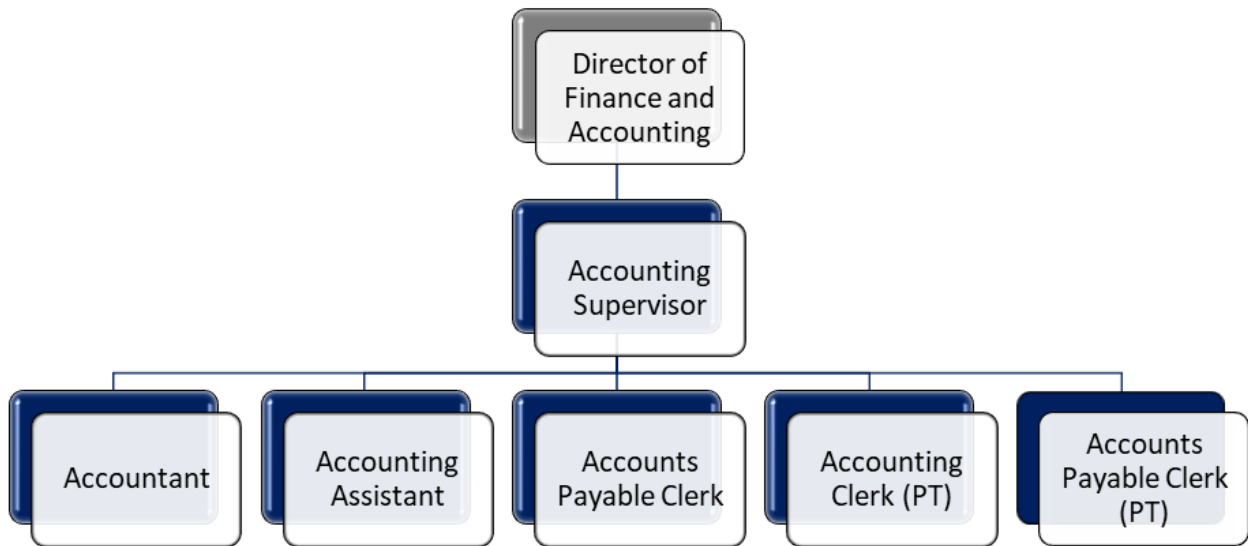 Director of
Finance and
Accounting
Accounting
Supervisor
Accountant
Accounting
Assistant
Accounts
Payable Clerk
Accounting
Clerk (PT)
Accounts
Payable Clerk
(PT)